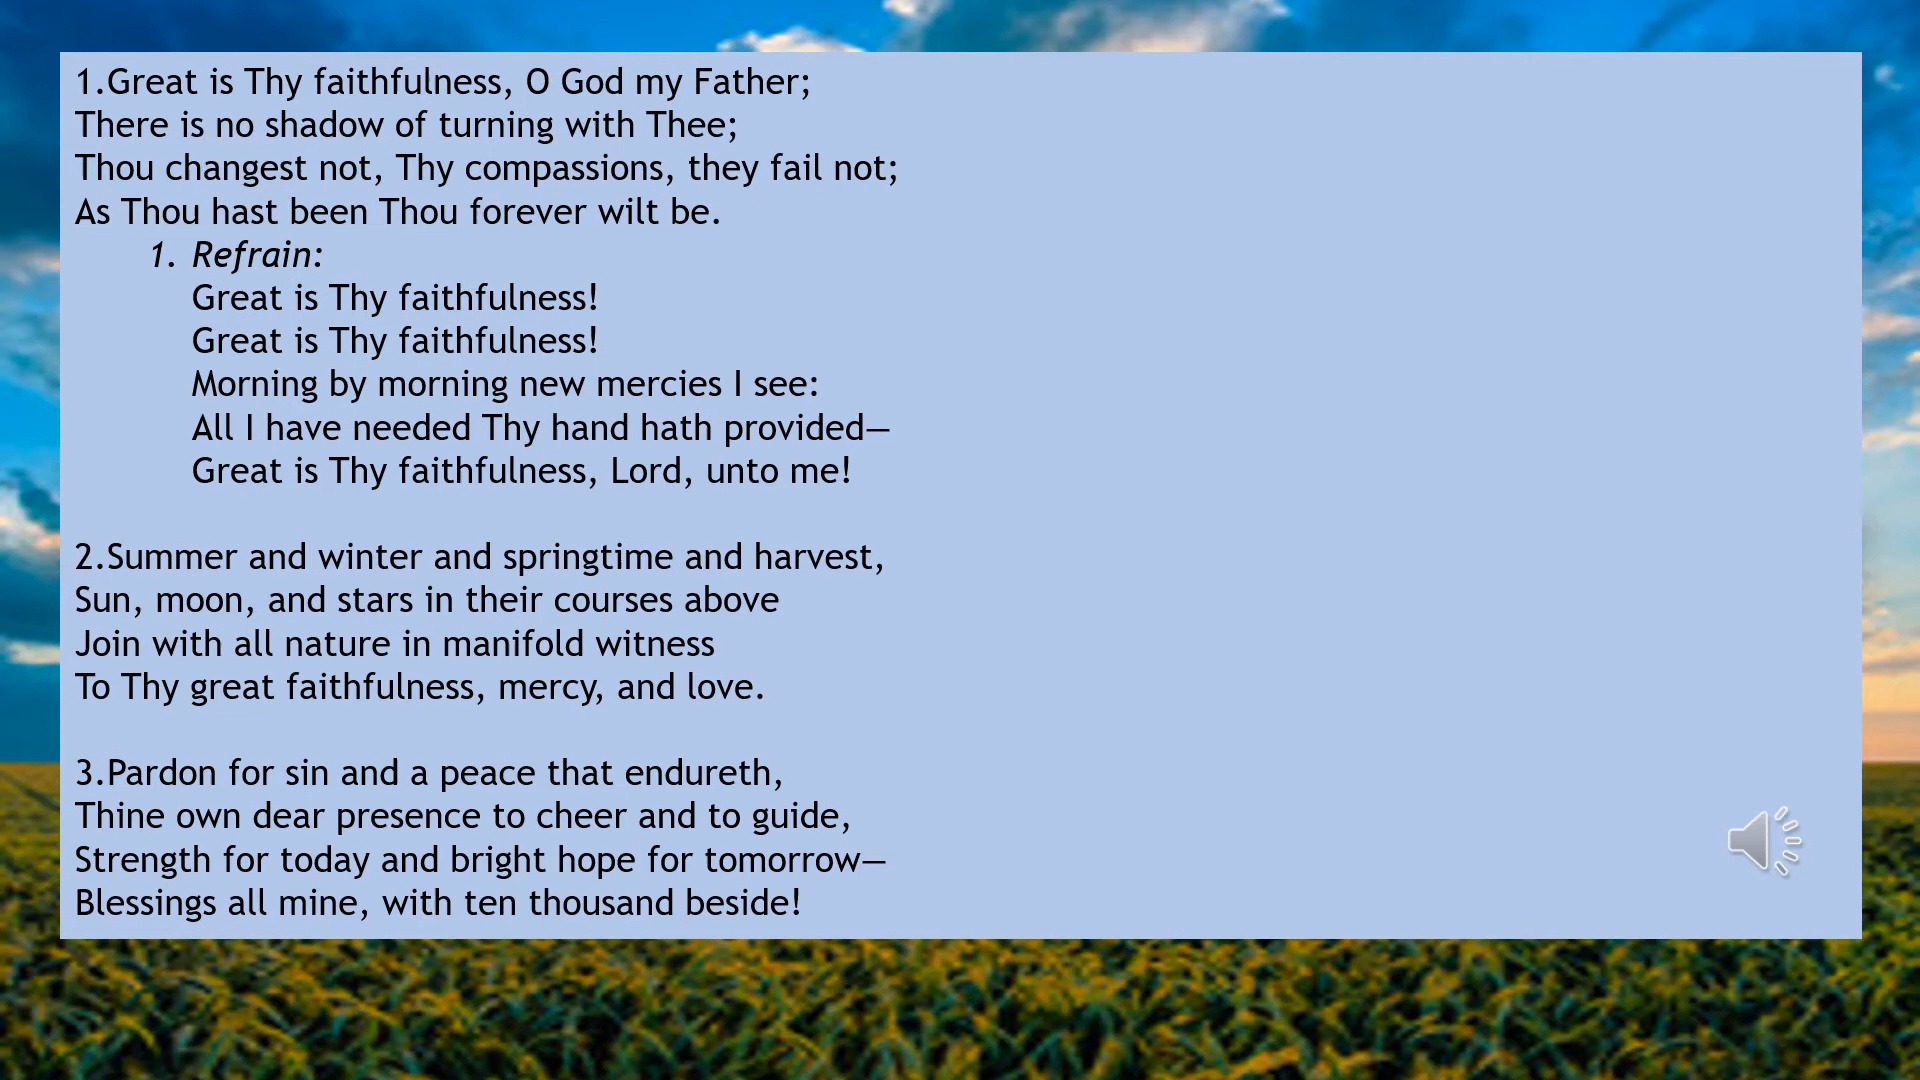 1.Great is Thy faithfulness, O God my Father;
There is no shadow of turning with Thee;
Thou changest not, Thy compassions, they fail not;
As Thou hast been Thou forever wilt be.
1. Refrain:
Great is Thy faithfulness!
Great is Thy faithfulness!
Morning by morning new mercies I see:
All I have needed Thy hand hath provided—
Great is Thy faithfulness, Lord, unto me!
2.Summer and winter and springtime and harvest,
Sun, moon, and stars in their courses above
Join with all nature in manifold witness
To Thy great faithfulness, mercy, and love.
3.Pardon for sin and a peace that endureth,
Thine own dear presence to cheer and to guide,
Strength for today and bright hope for tomorrow—
Blessings all mine, with ten thousand beside!